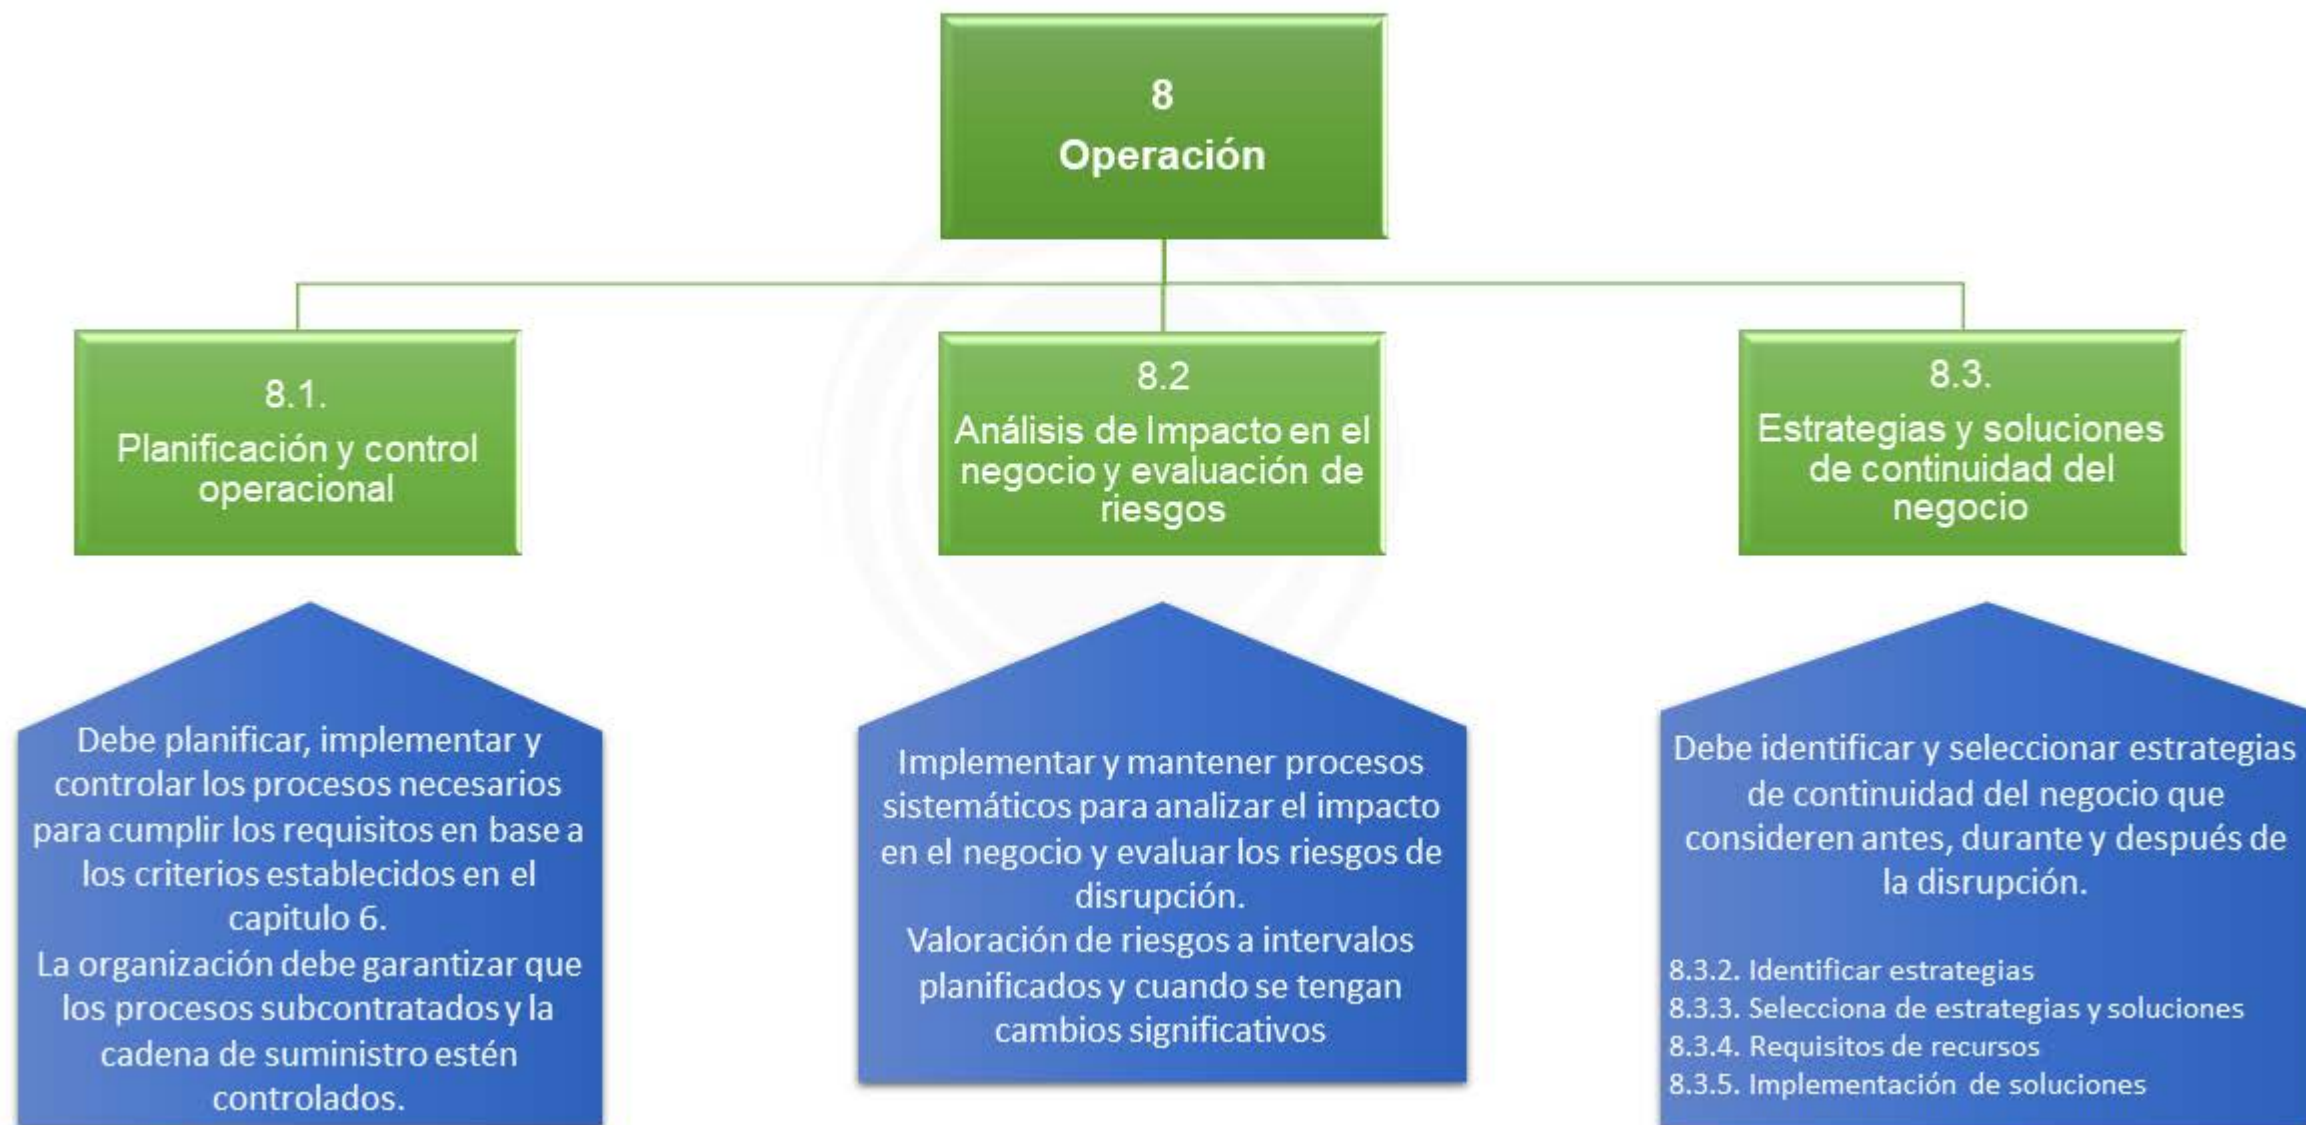 8
Operación
8.1.
Planificación y control
operacional
8.2
Análisis de Impacto en el
negocio y evaluación de
riesgos
8.3.
Estrategias y soluciones
de continuidad del
negocio
Debe planificar, implementar y
controlar los procesos necesarios
para cumplir los requisitos en base a
los criterios establecidos en el
capitulo 6.
La organización debe garantizar que
los procesos subcontratados y la
cadena de suministro estén
controlados.
Implementar y mantener procesos
sistemáticos para analizar el impacto
en el negocio y evaluar los riesgos de
disrupción.
Valoración de riesgos a intervalos
planificados y cuando se tengan
cambios significativos
Debe identificar y seleccionar estrategias
de continuidad del negocio que
consideren antes, durante y después de
la disrupción.
8.3.2. Identificar estrategias
8.3.3. Selecciona de estrategias y soluciones
8.3.4. Requisitos de recursos
8.3.5. Implementación de soluciones